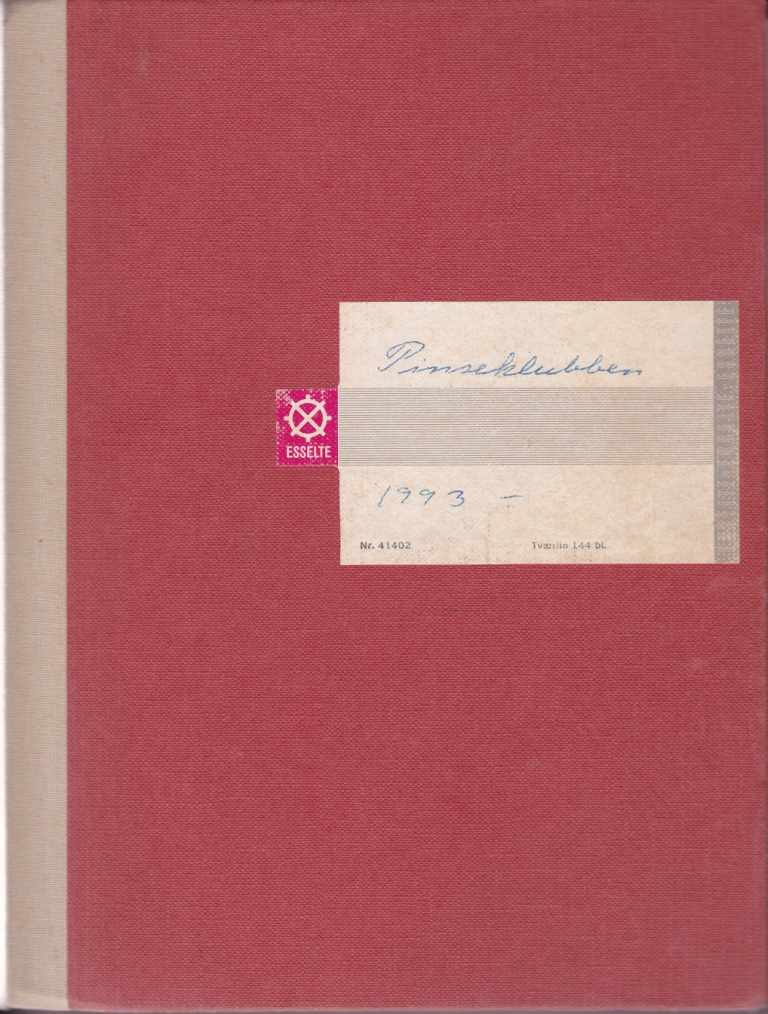 Pinseklubben
ESSELTE
1993 –
Nr. 41402
Tværlin 144 bl.